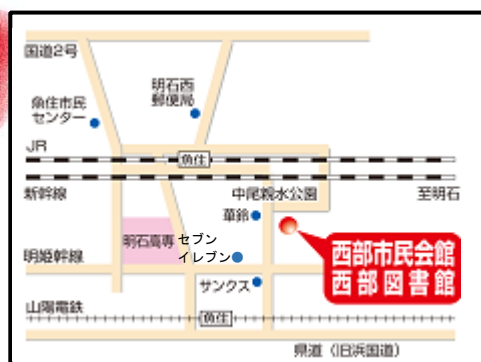 国道2号
明石西
郵便局
魚住市民
センター
JR
魚住
新幹線
中尾親水公園
至明石
華鈴
明石高専
セブン
イレブン
西部市民会館
西部図書館
明姫幹線
サンクス
山陽電鉄
魚住
県道（旧浜国道）